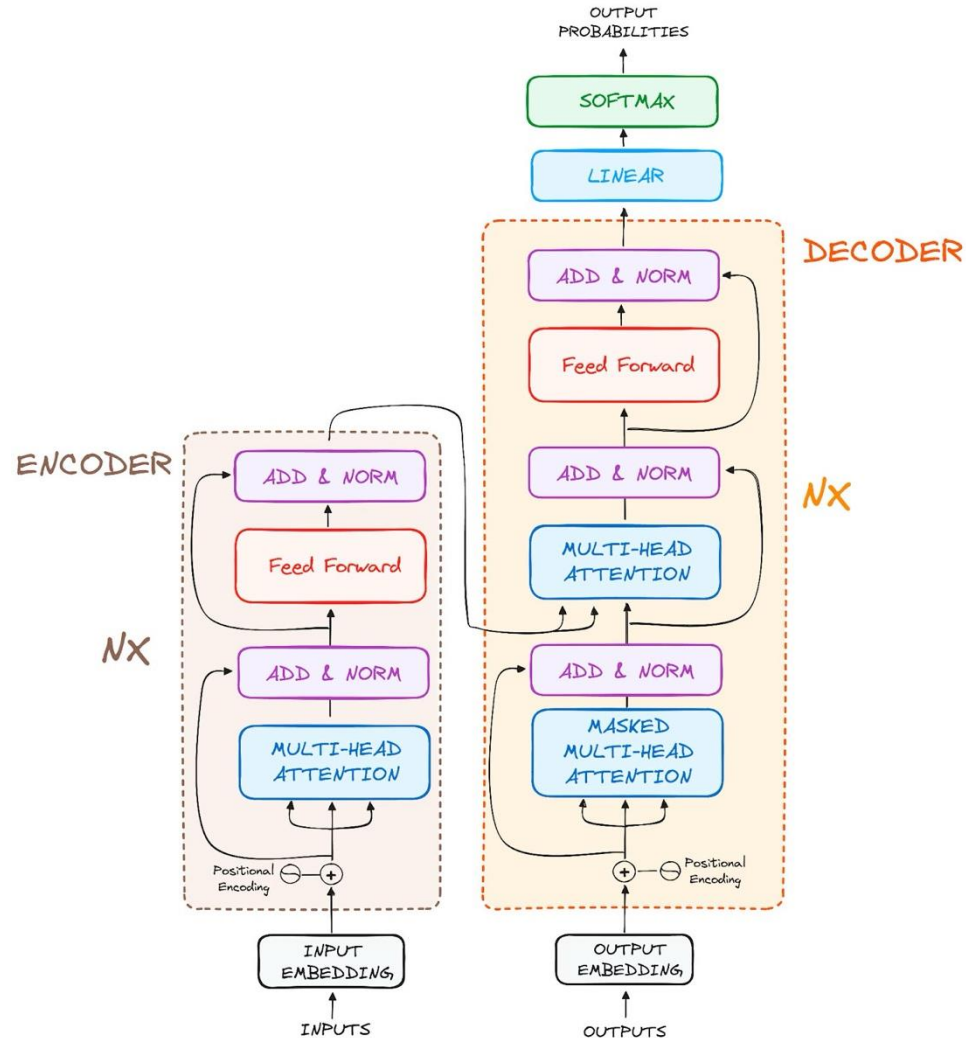 OUTPUT
PROBABILITIES
SOFTMAX
LINEAR
DECODER
ADD & NORM
Feed Forward
ENCODER
ADD & NORM
ADD & NORM
NX
Feed Forward
MULTI-HEAD
ATTENTION
NX
ADD & NORM
ADD & NORM
MULTI-HEAD
ATTENTION
MASKED
MULTI-HEAD
ATTENTION
Positional
Encoding
+
+
Positional
Encoding
INPUT
EMBEDDING
OUTPUT
EMBEDDING
INPUTS
OUTPUTS